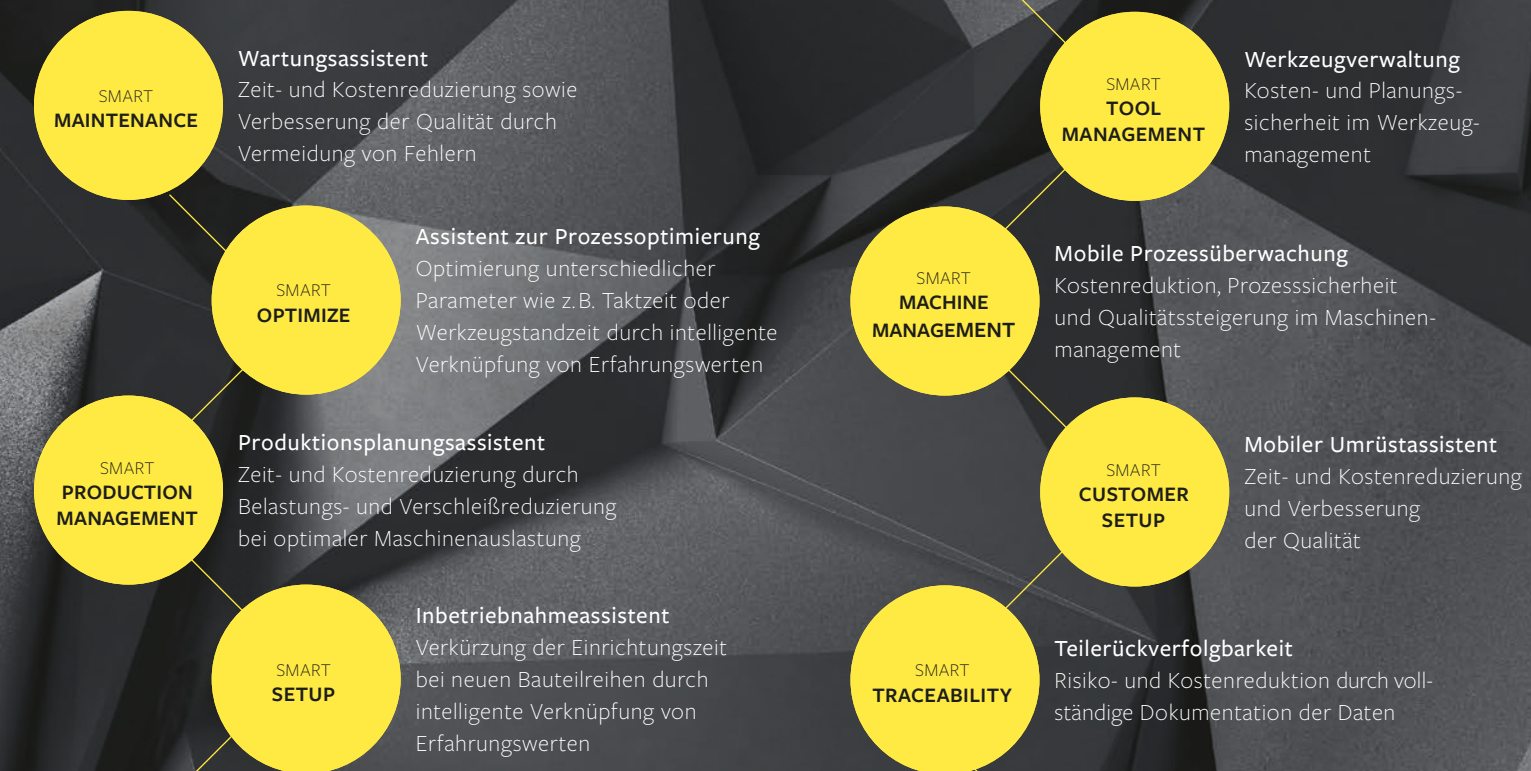 SMART
MAINTENANCE
Wartungsassistent
Zeit- und Kostenreduzierung sowie
Verbesserung der Qualität durch
Vermeidung von Fehlern
SMART
OPTIMIZE
Assistent zur Prozessoptimierung
Optimierung unterschiedlicher
Parameter wie z. B. Taktzeit oder
Werkzeugstandzeit durch intelligente
Verknüpfung von Erfahrungswerten
SMART
PRODUCTION
MANAGEMENT
Produktionsplanungsassistent
Zeit- und Kostenreduzierung durch
Belastungs- und Verschleißreduzierung
bei optimaler Maschinenauslastung
SMART
SETUP
Inbetriebnahmeassistent
Verkürzung der Einrichtungszeit
bei neuen Bauteilreihen durch
intelligente Verknüpfung von
Erfahrungswerten
SMART
TOOL
MANAGEMENT
Werkzeugverwaltung
Kosten- und Planungs-
sicherheit im Werkzeug-
management
SMART
MACHINE
MANAGEMENT
Mobile Prozessüberwachung
Kostenreduktion, Prozesssicherheit
und Qualitätssteigerung im Maschinen-
management
SMART
CUSTOMER
SETUP
Mobiler Umrüstassistent
Zeit- und Kostenreduzierung
und Verbesserung
der Qualität
SMART
TRACEABILITY
Teilerückverfolgbarkeit
Risiko- und Kostenreduktion durch voll-
ständige Dokumentation der Daten